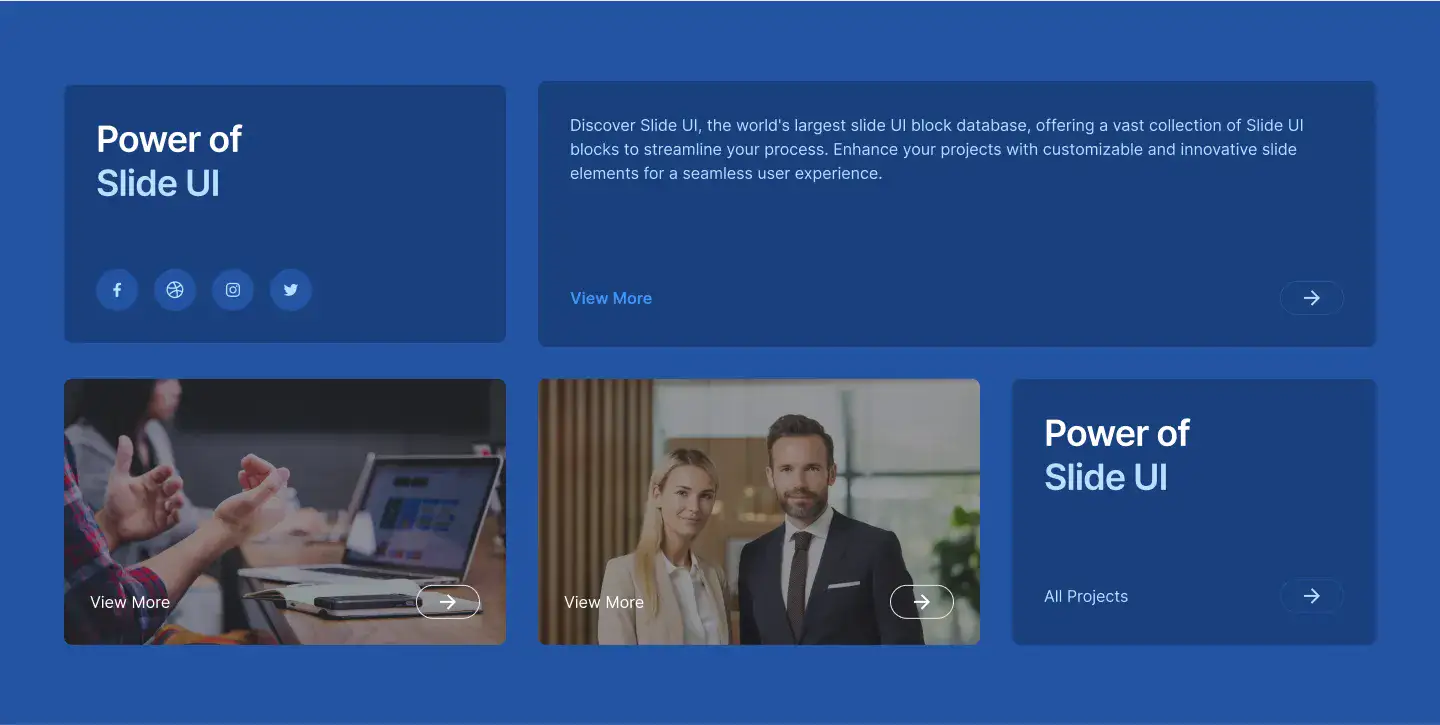 Power of
Slide UI
Discover Slide UI, the world's largest slide UI block database, offering a vast collection of Slide UI
blocks to streamline your process. Enhance your projects with customizable and innovative slide
elements for a seamless user experience.
View More
View More
View More
Power of
Slide UI
All Projects